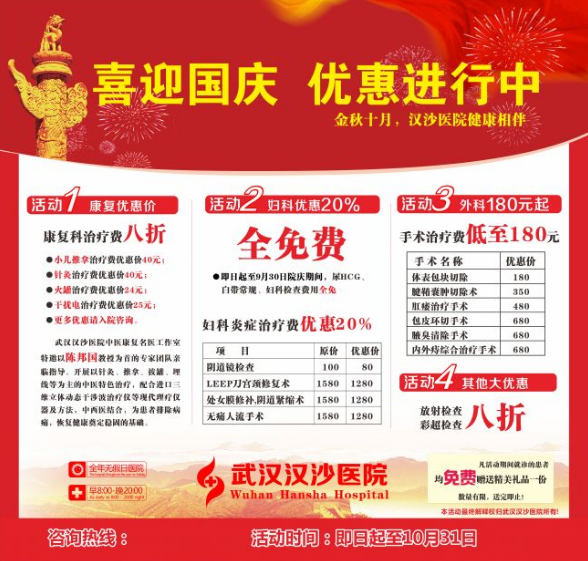 喜迎国庆 优惠进行中
金秋十月，汉沙医院健康相伴
活动1 康复优惠价
康复科治疗费八折
●小儿推拿治疗费优惠价40元；
●针灸治疗费优惠价40元；
●火罐治疗费优惠价24元；
●干扰电治疗费优惠价25元；
●更多优惠请入院咨询。
武汉汉沙医院中医康复名医工作室
特邀以陈邦国教授为首的专家团队亲
临指导。开展以针灸、推拿、拔罐、埋
线等为主的中医特色治疗，配合进口三
维立体动态干涉波治疗仪等现代理疗仪
器及方法，中西医结合，为患者排除病
痛，恢复健康奠定稳固的基础。
活动2 妇科优惠20%
全免费
●即日起至9月30日院庆期间，尿HCG、
白带常规、妇科检查费用全免
妇科炎症治疗费优惠20%
项 目 原价 优惠价
阴道镜检查 100 80
LEEP刀宫颈修复术 1580 1280
处女膜修补,阴道紧缩术 1580 1280
无痛人流手术 1580 1280
活动3 外科180元起
手术治疗费低至180元
手术名称 优惠价
体表包块切除 180
腱鞘囊肿切除术 350
肛瘘治疗手术 480
包皮环切手术 680
腋臭清除手术 680
内外痔综合治疗手术 680
活动4 其他大优惠
放射检查
彩超检查 八折
全年无假日医院
早8:00-晚20:00
武汉汉沙医院
Wuhan Hansha Hospital
凡活动期间就诊的患者
均免费赠送精美礼品一份
数量有限，送完即止！
本活动最终解释权归武汉汉沙医院所有!
咨询热线：
活动时间：即日起至10月31日